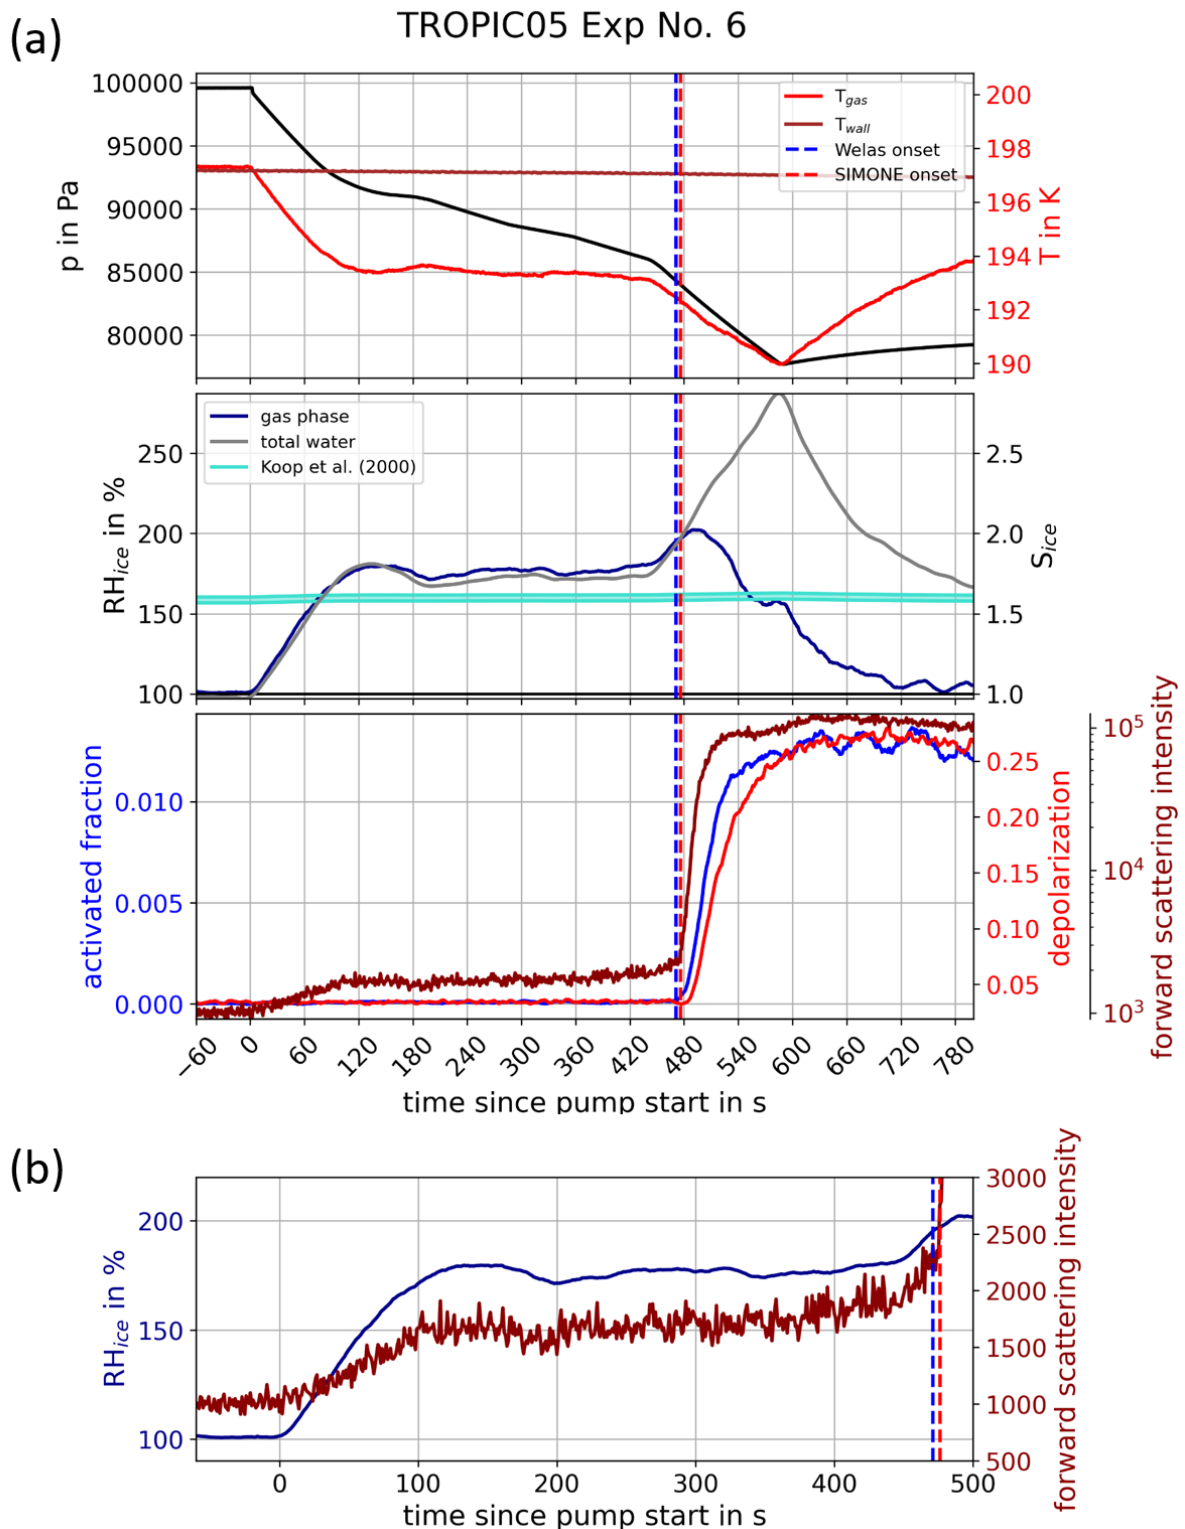 TROPIC05 Exp No. 6
(a)
100000
95000
90000
85000
80000
p in Pa
T_gas
T_wall
Welas onset
SIMONE onset
200
198
196
194
192
190
T in K
250
200
150
100
RH_ice in %
gas phase
total water
Koop et al. (2000)
2.5
2.0
1.5
1.0
S_ice
0.010
0.005
0.000
activated fraction
0.25
0.20
0.15
0.10
0.05
depolarization
10^5
10^4
10^3
forward scattering intensity
−60 0 60 120 180 240 300 360 420 480 540 600 660 720 780
time since pump start in s
(b)
200
150
100
RH_ice in %
3000
2500
2000
1500
1000
500
forward scattering intensity
0 100 200 300 400 500
time since pump start in s